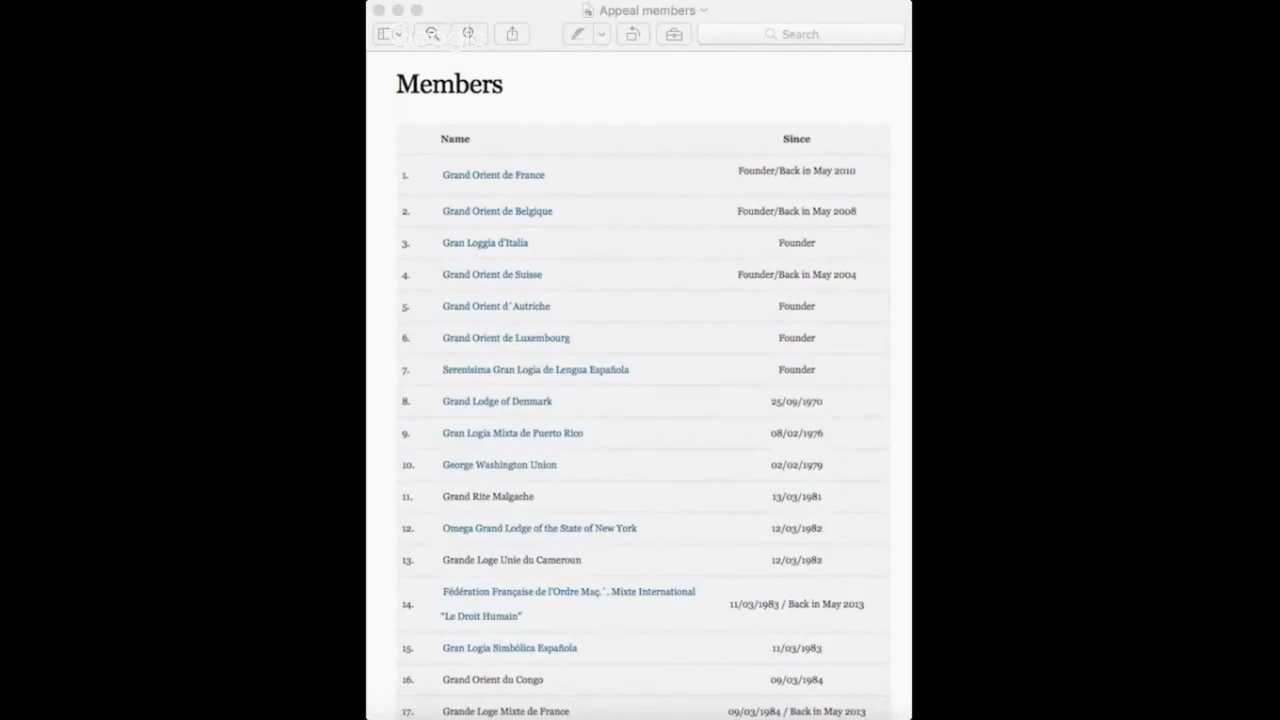 Appeal members
Search
Members
Name Since
1. Grand Orient de France Founder/Back in May 2010
2. Grand Orient de Belgique Founder/Back in May 2008
3. Gran Loggia d'Italia Founder
4. Grand Orient de Suisse Founder/Back in May 2004
5. Grand Orient d´Autriche Founder
6. Grand Orient de Luxembourg Founder
7. Serenisima Gran Logia de Lengua Española Founder
8. Grand Lodge of Denmark 25/09/1970
9. Gran Logia Mixta de Puerto Rico 08/02/1976
10. George Washington Union 02/02/1979
11. Grand Rite Malgache 13/03/1981
12. Omega Grand Lodge of the State of New York 12/03/1982
13. Grande Loge Unie du Cameroun 12/03/1982
14. Fédération Française de l'Ordre Maç.´. Mixte International
"Le Droit Humain" 11/03/1983 / Back in May 2013
15. Gran Logia Simbólica Española 11/03/1983
16. Grand Orient du Congo 09/03/1984
17. Grande Loge Mixte de France 09/03/1984 / Back in May 2013